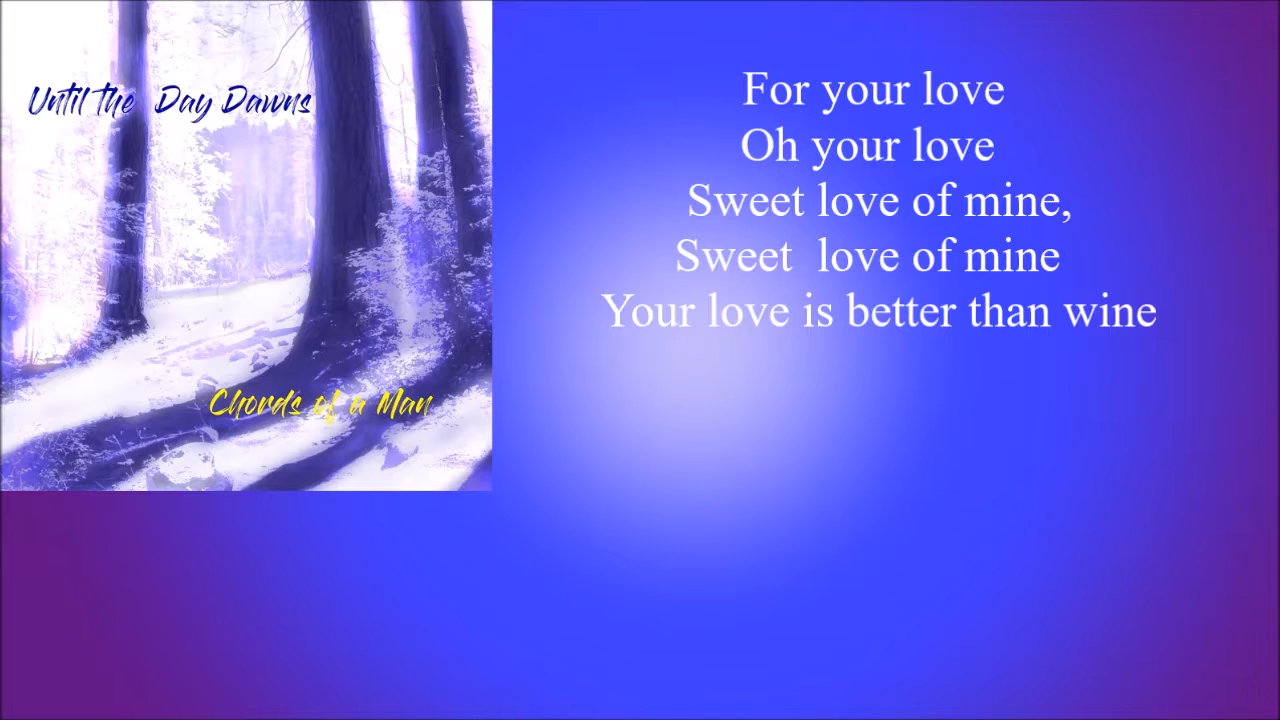 Until the Day Dawns
Chords of a Man
For your love
Oh your love
Sweet love of mine,
Sweet love of mine
Your love is better than wine